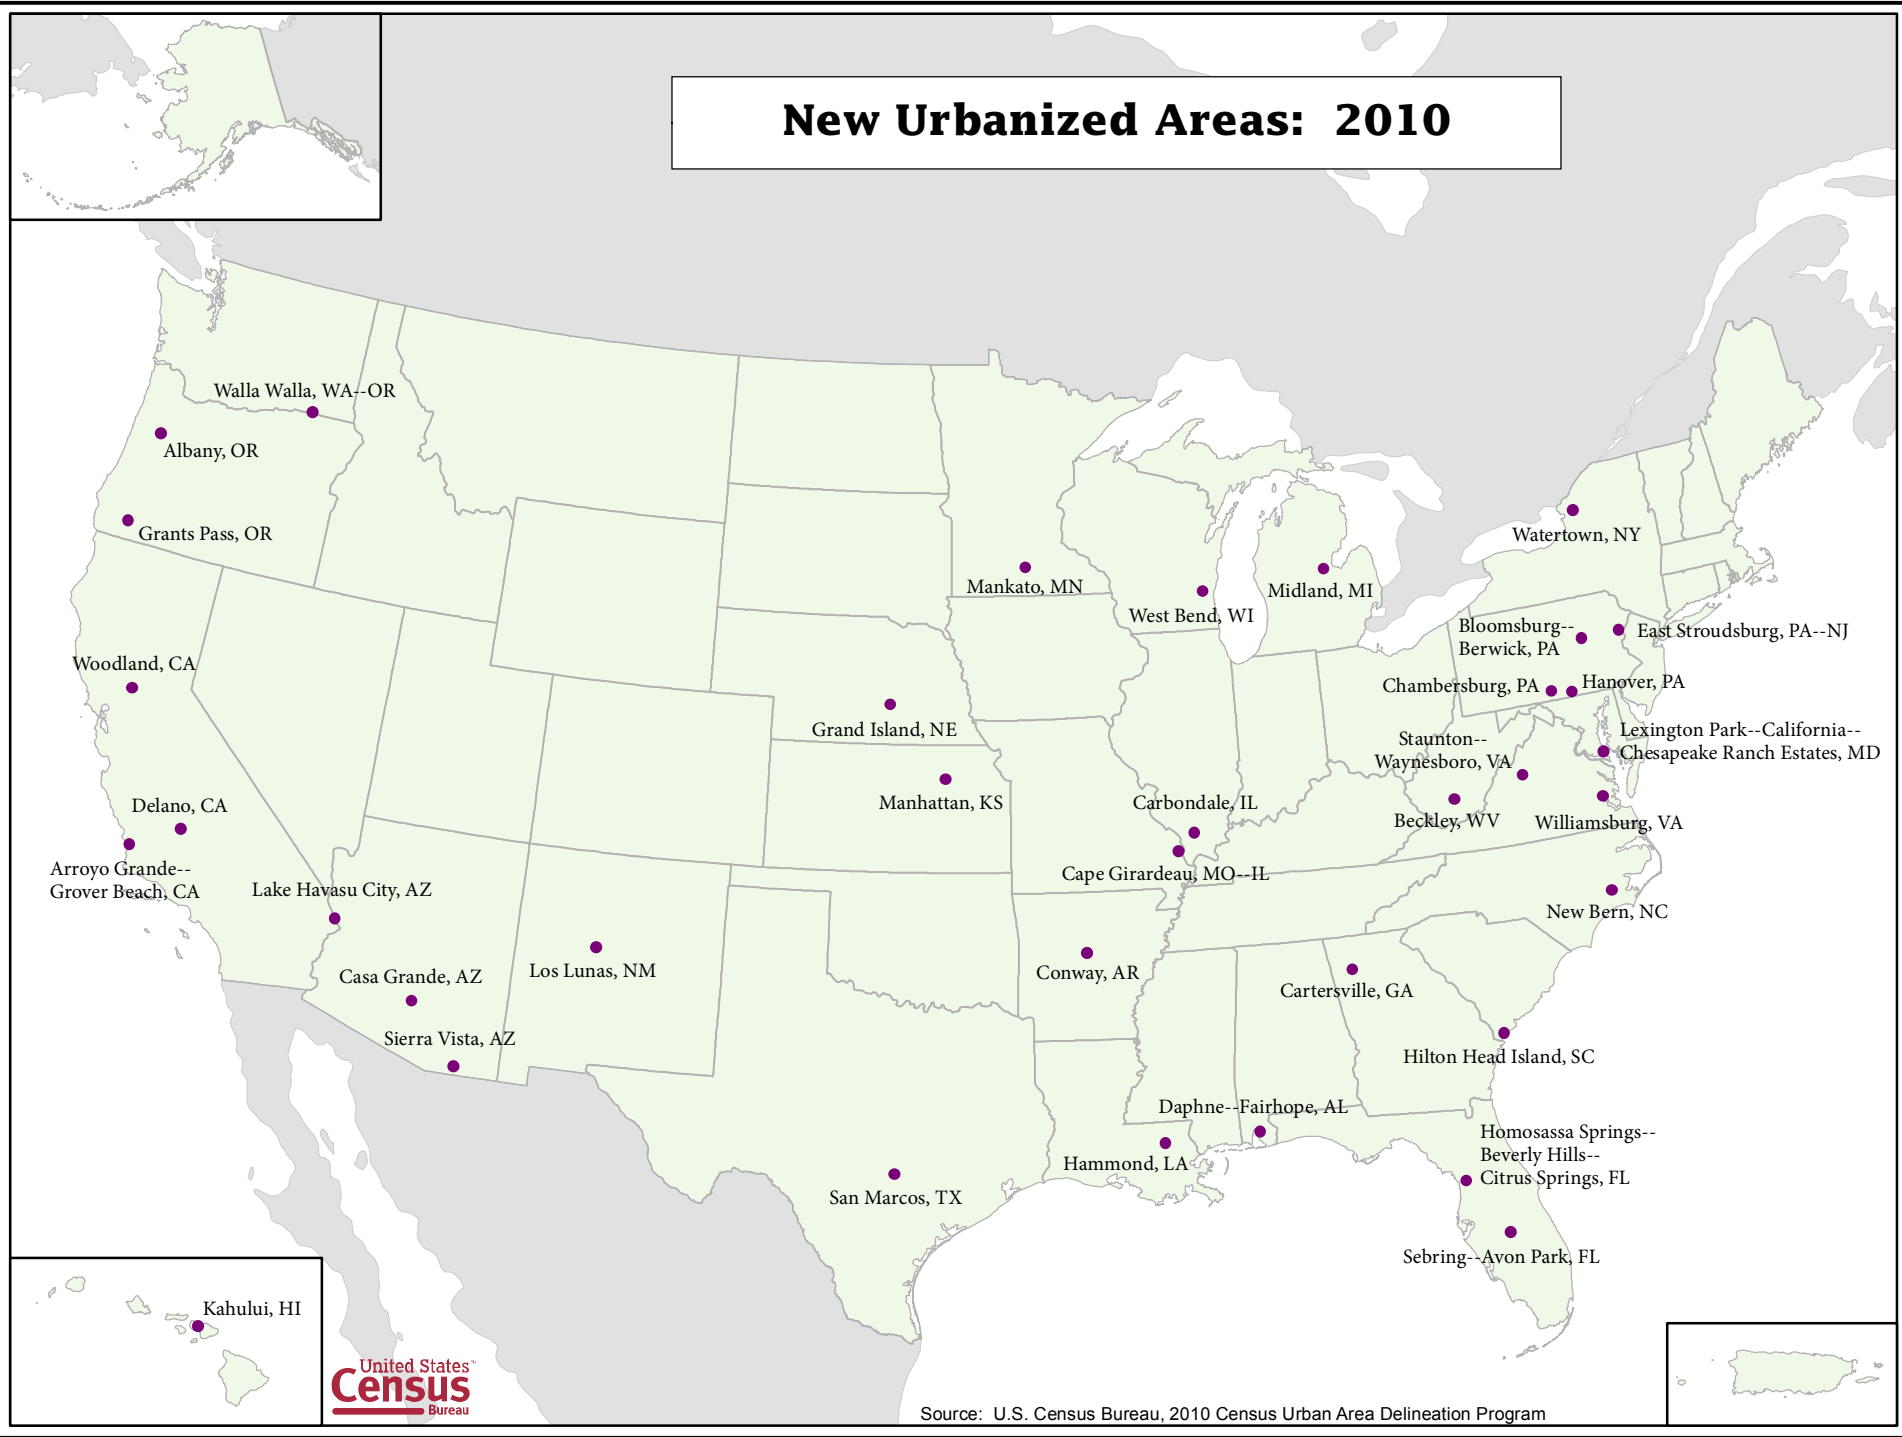 New Urbanized Areas:  2010
Walla Walla, WA--OR
Albany, OR
Grants Pass, OR
Watertown, NY
Mankato, MN
West Bend, WI
Midland, MI
Bloomsburg--
Berwick, PA
East Stroudsburg, PA--NJ
Woodland, CA
Chambersburg, PA
Hanover, PA
Grand Island, NE
Lexington Park--California--
Chesapeake Ranch Estates, MD
Staunton--
Waynesboro, VA
Manhattan, KS
Delano, CA
Carbondale, IL
Beckley, WV
Williamsburg, VA
Arroyo Grande--
Grover Beach, CA
Cape Girardeau, MO--IL
Lake Havasu City, AZ
New Bern, NC
Casa Grande, AZ
Los Lunas, NM
Conway, AR
Cartersville, GA
Sierra Vista, AZ
Hilton Head Island, SC
Daphne--Fairhope, AL
Homosassa Springs--
Beverly Hills--
Citrus Springs, FL
Hammond, LA
San Marcos, TX
Sebring--Avon Park, FL
Kahului, HI
United States™
Census
Bureau
Source:  U.S. Census Bureau, 2010 Census Urban Area Delineation Program